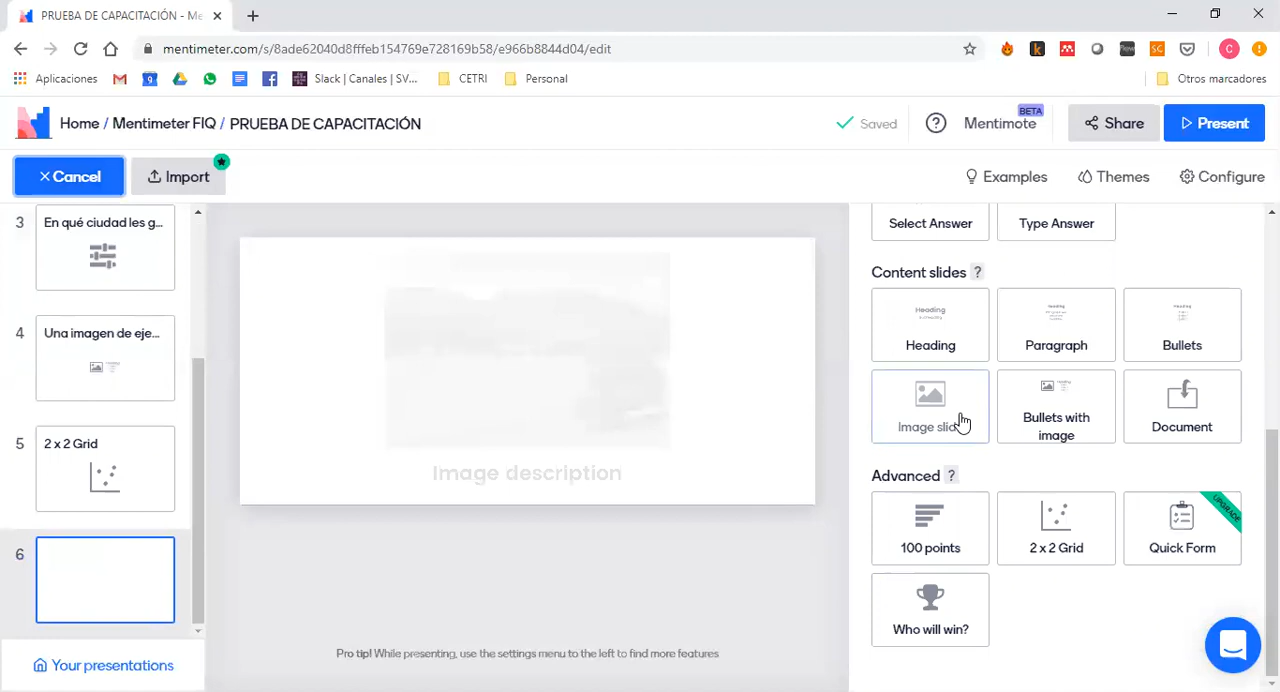 PRUEBA DE CAPACITACIÓN - Me
mentimeter.com/s/8ade62040d8fffeb154769e728169b58/e966b8844d04/edit
Aplicaciones
Slack | Canales | SV...
CETRI
Personal
Otros marcadores
Home / Mentimeter FIQ / PRUEBA DE CAPACITACIÓN
Saved
Mentimote
BETA
Share
Present
Cancel
Import
Examples
Themes
Configure
3
En qué ciudad les g...
4
Una imagen de eje...
5
2 x 2 Grid
6
Your presentations
Image description
Pro tip! While presenting, use the settings menu to the left to find more features
Select Answer
Type Answer
Content slides ?
Heading
Heading
Paragraph
Bullets
Image slid
Bullets with
image
Document
Advanced ?
100 points
2 x 2 Grid
UPGRADE
Quick Form
Who will win?